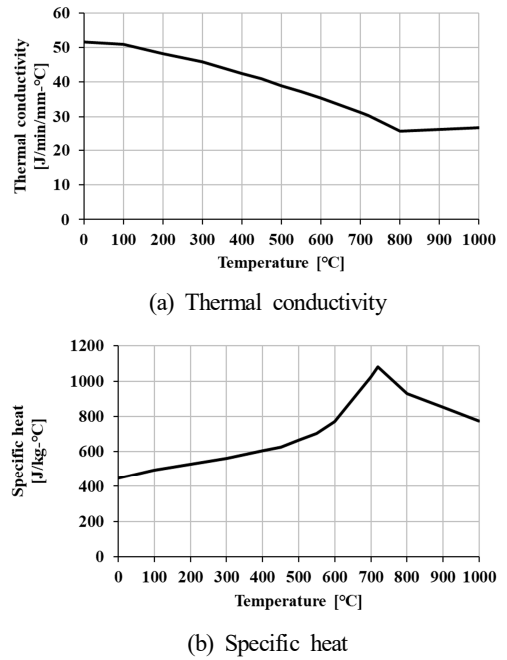 60
50
40
30
20
10
0
Thermal conductivity
[J/min/mm-°C]
0 100 200 300 400 500 600 700 800 900 1000
Temperature [°C]
(a) Thermal conductivity
1200
1000
800
600
400
200
0
Specific heat
[J/kg-°C]
0 100 200 300 400 500 600 700 800 900 1000
Temperature [°C]
(b) Specific heat